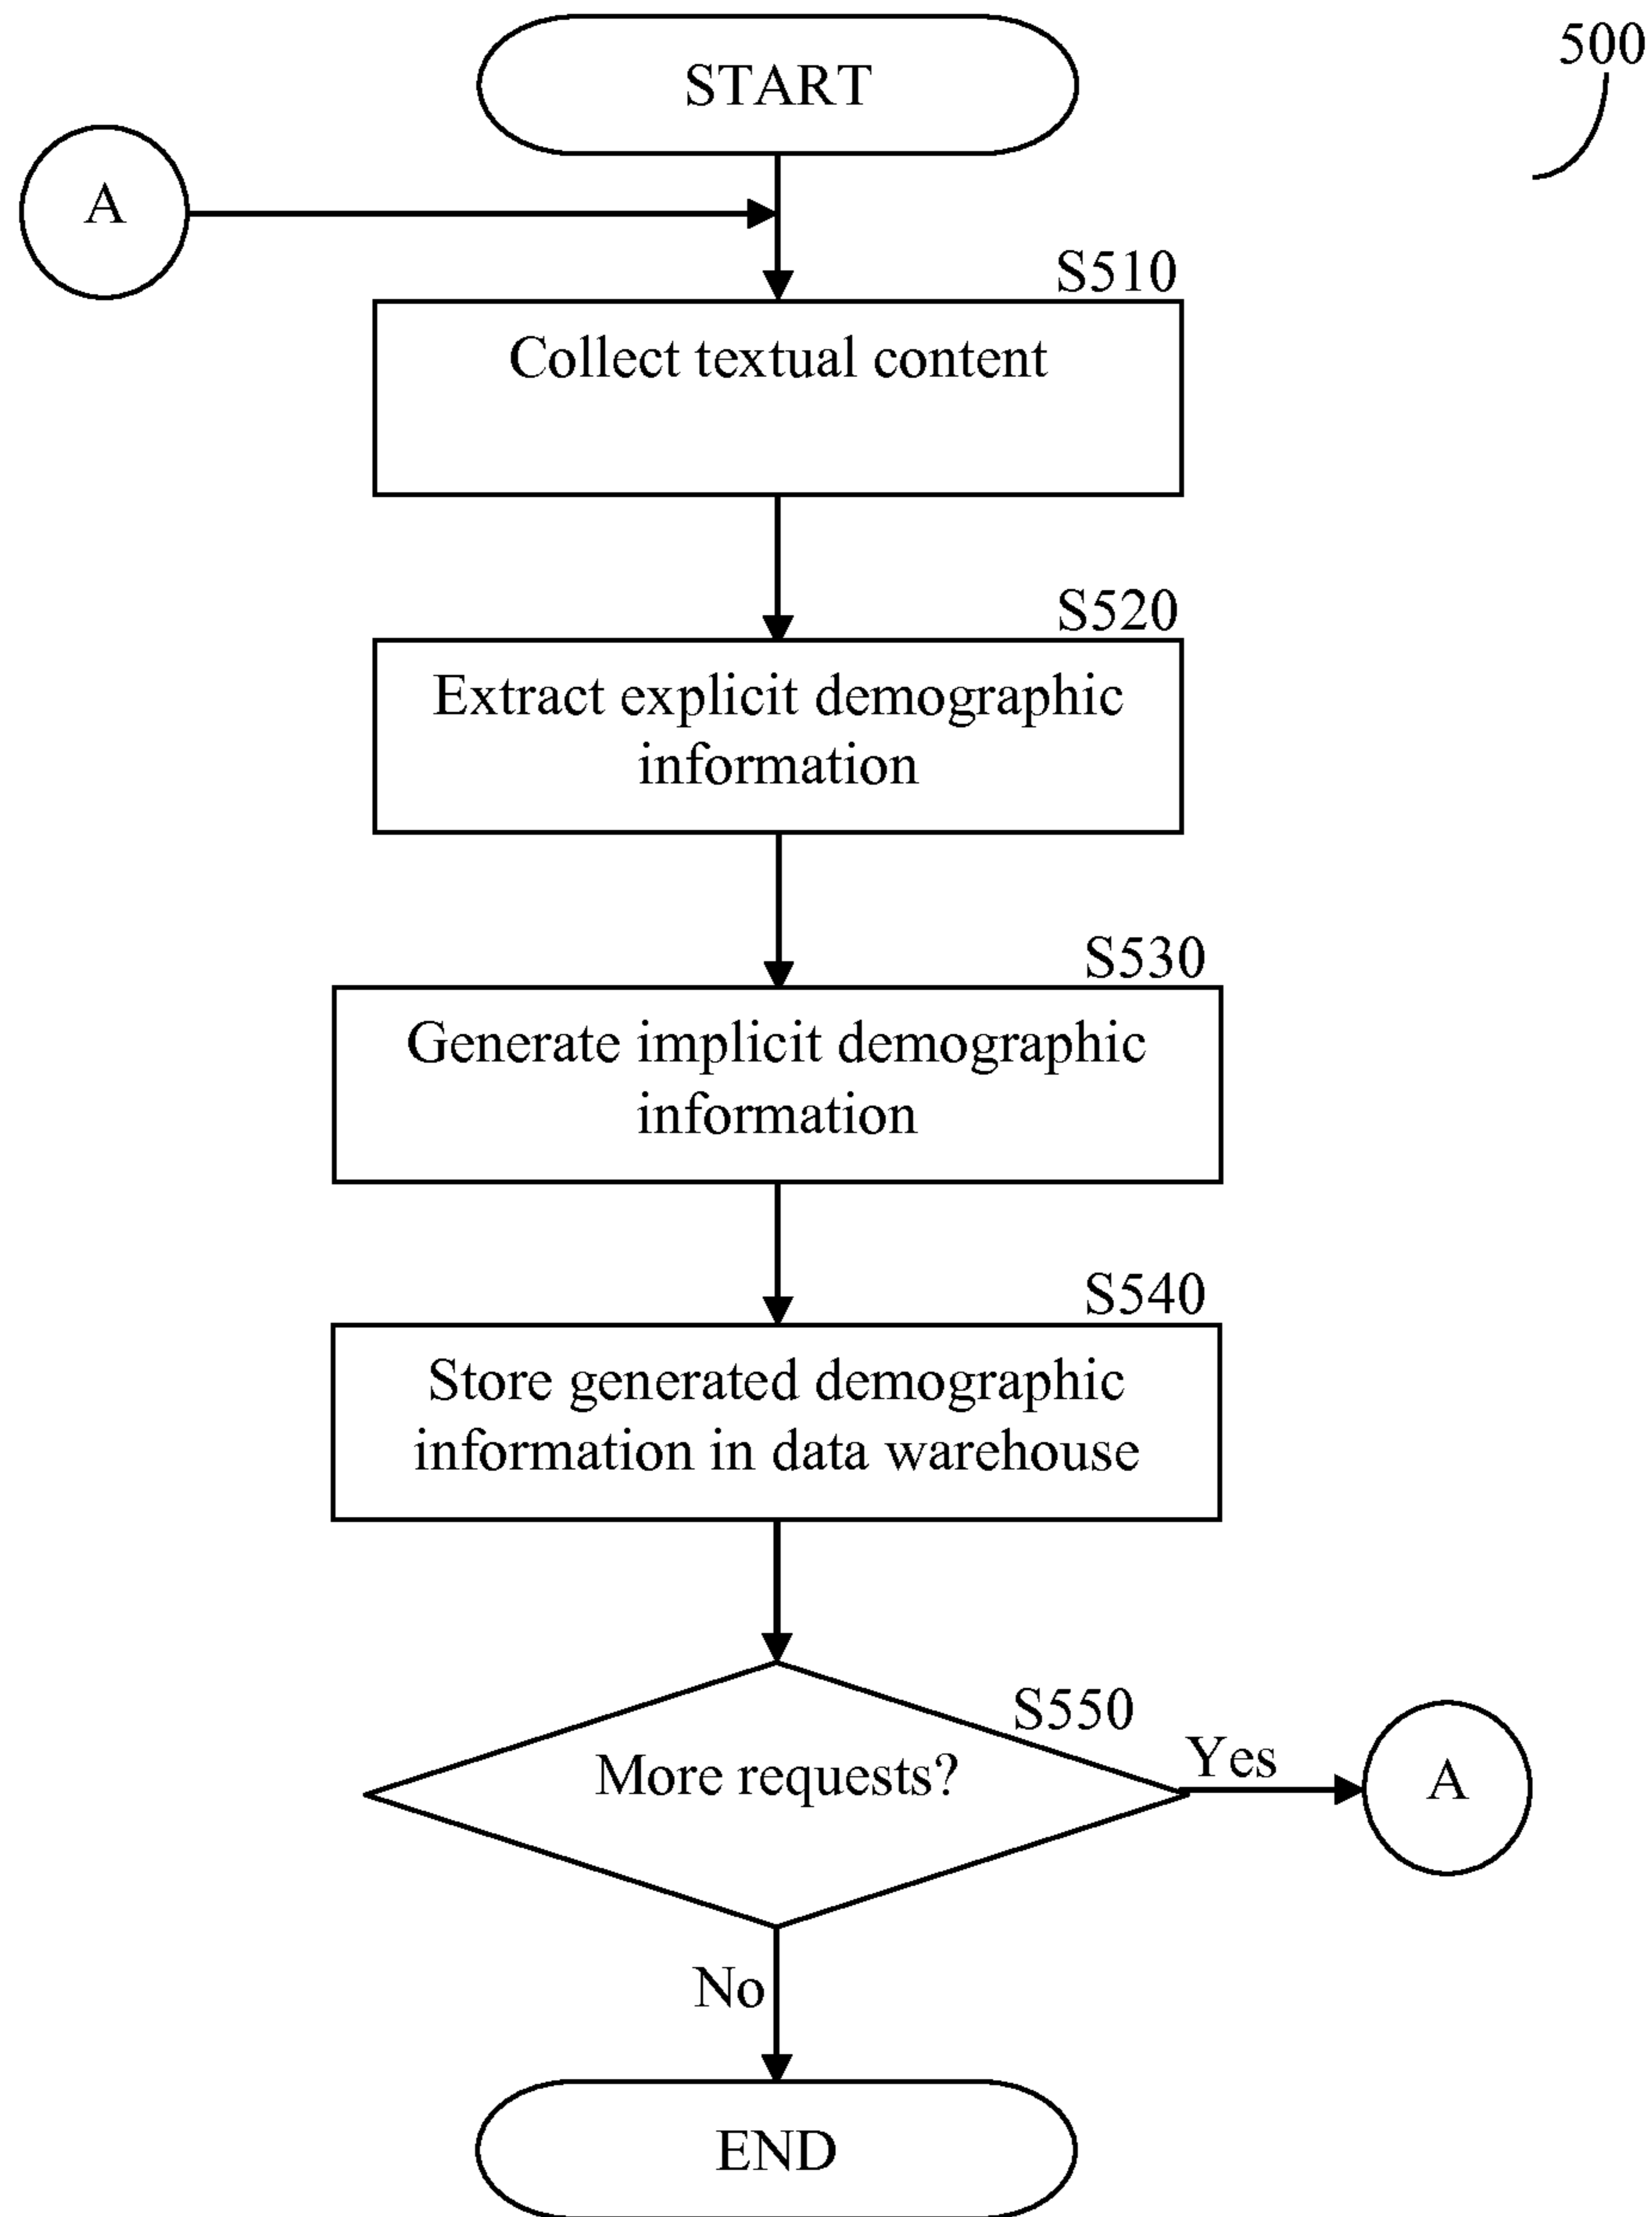 START
500
A
S510
Collect textual content
S520
Extract explicit demographic
information
S530
Generate implicit demographic
information
S540
Store generated demographic
information in data warehouse
S550
More requests?
Yes
A
No
END